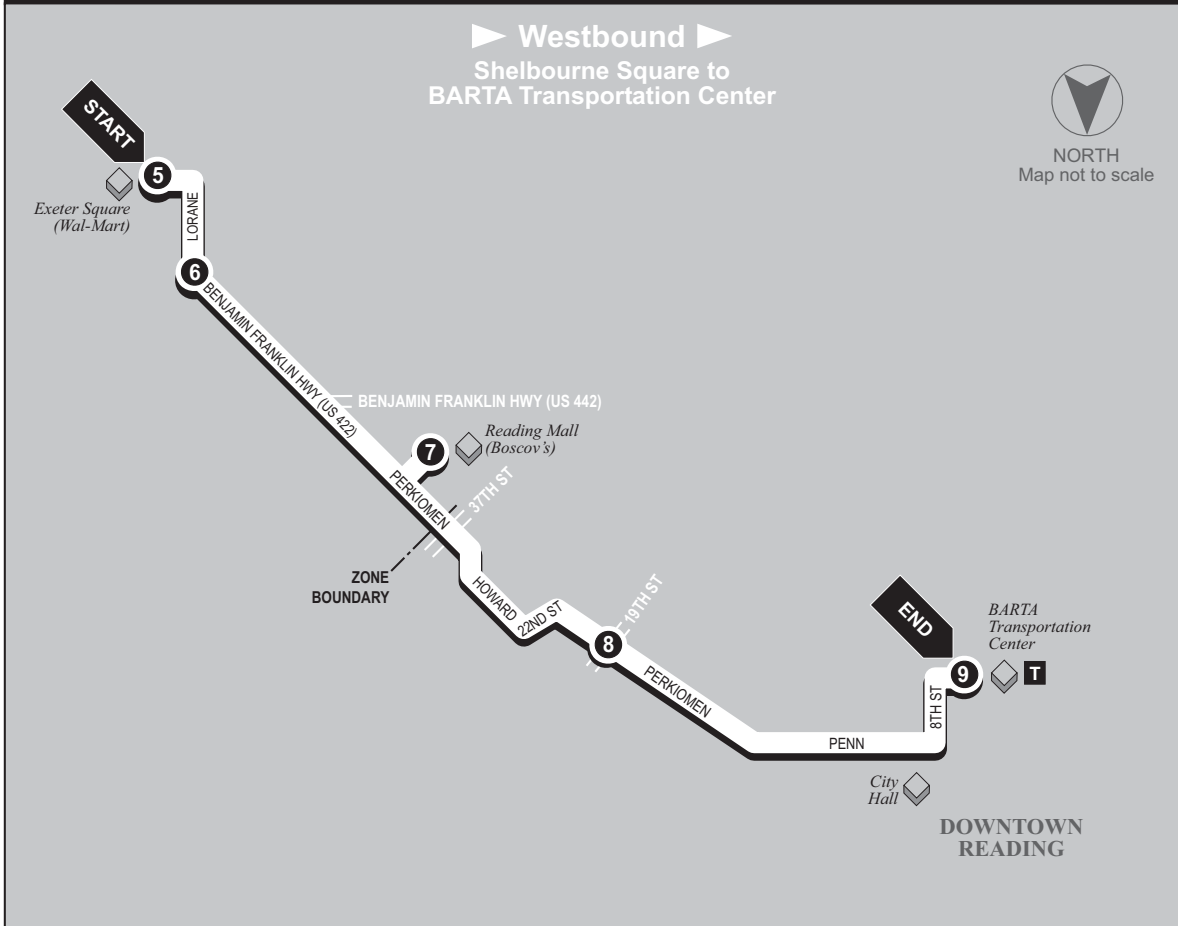 Westbound
Shelbourne Square to
BARTA Transportation Center
NORTH
Map not to scale
START
5
Exeter Square
(Wal-Mart)
LORANE
6
BENJAMIN FRANKLIN HWY (US 422)
BENJAMIN FRANKLIN HWY (US 442)
7
Reading Mall
(Boscov's)
PERKIOMEN
37TH ST
ZONE
BOUNDARY
HOWARD
22ND ST
19TH ST
8
PERKIOMEN
PENN
8TH ST
END
9
BARTA
Transportation
Center
T
City
Hall
DOWNTOWN
READING